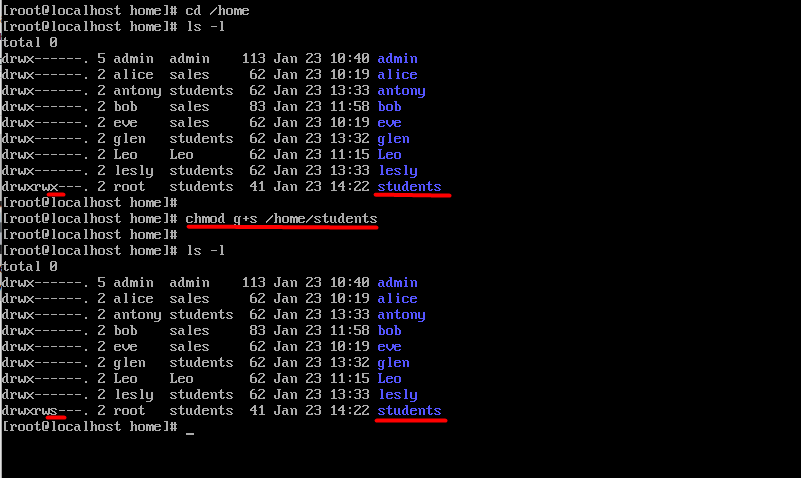 [root@localhost home]# cd /home
[root@localhost home]# ls -l
total 0
drwx------. 5 admin  admin    113 Jan 23 10:40 admin
drwx------. 2 alice  sales     62 Jan 23 10:19 alice
drwx------. 2 antony students  62 Jan 23 13:33 antony
drwx------. 2 bob    sales     83 Jan 23 11:58 bob
drwx------. 2 eve    sales     62 Jan 23 10:19 eve
drwx------. 2 glen   students  62 Jan 23 13:32 glen
drwx------. 2 Leo    Leo       62 Jan 23 11:15 Leo
drwx------. 2 lesly  students  62 Jan 23 13:33 lesly
drwxrwx---. 2 root   students  41 Jan 23 14:22 students
[root@localhost home]#
[root@localhost home]# chmod g+s /home/students
[root@localhost home]#
[root@localhost home]# ls -l
total 0
drwx------. 5 admin  admin    113 Jan 23 10:40 admin
drwx------. 2 alice  sales     62 Jan 23 10:19 alice
drwx------. 2 antony students  62 Jan 23 13:33 antony
drwx------. 2 bob    sales     83 Jan 23 11:58 bob
drwx------. 2 eve    sales     62 Jan 23 10:19 eve
drwx------. 2 glen   students  62 Jan 23 13:32 glen
drwx------. 2 Leo    Leo       62 Jan 23 11:15 Leo
drwx------. 2 lesly  students  62 Jan 23 13:33 lesly
drwxrws---. 2 root   students  41 Jan 23 14:22 students
[root@localhost home]# _